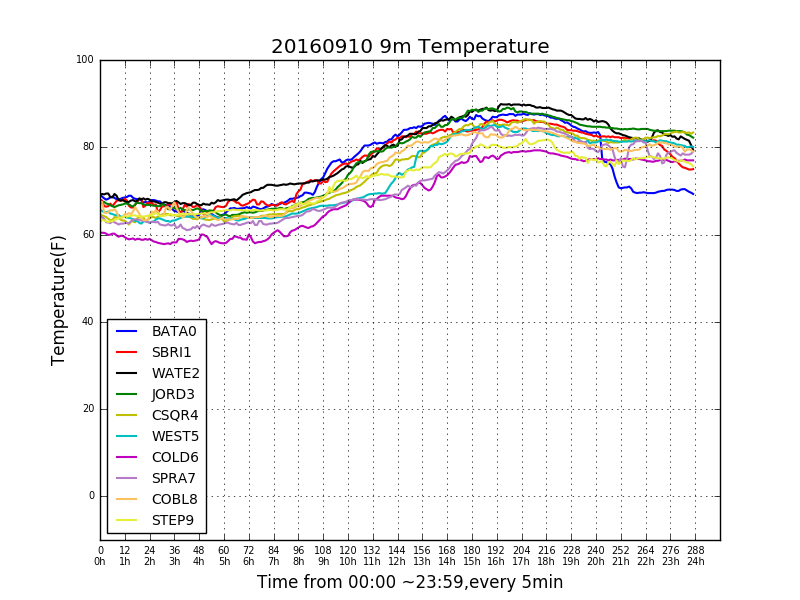 20160910 9m Temperature
Temperature(F)
100
80
60
40
20
0
BATA0
SBRI1
WATE2
JORD3
CSQR4
WEST5
COLD6
SPRA7
COBL8
STEP9
0 12 24 36 48 60 72 84 96 108 120 132 144 156 168 180 192 204 216 228 240 252 264 276 288
0h 1h 2h 3h 4h 5h 6h 7h 8h 9h 10h 11h 12h 13h 14h 15h 16h 17h 18h 19h 20h 21h 22h 23h 24h
Time from 00:00 ~23:59,every 5min